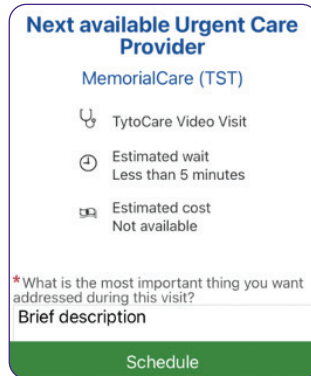 Next available Urgent Care
Provider
MemorialCare (TST)
TytoCare Video Visit
Estimated wait
Less than 5 minutes
Estimated cost
Not available
*What is the most important thing you want
addressed during this visit?
Brief description
Schedule